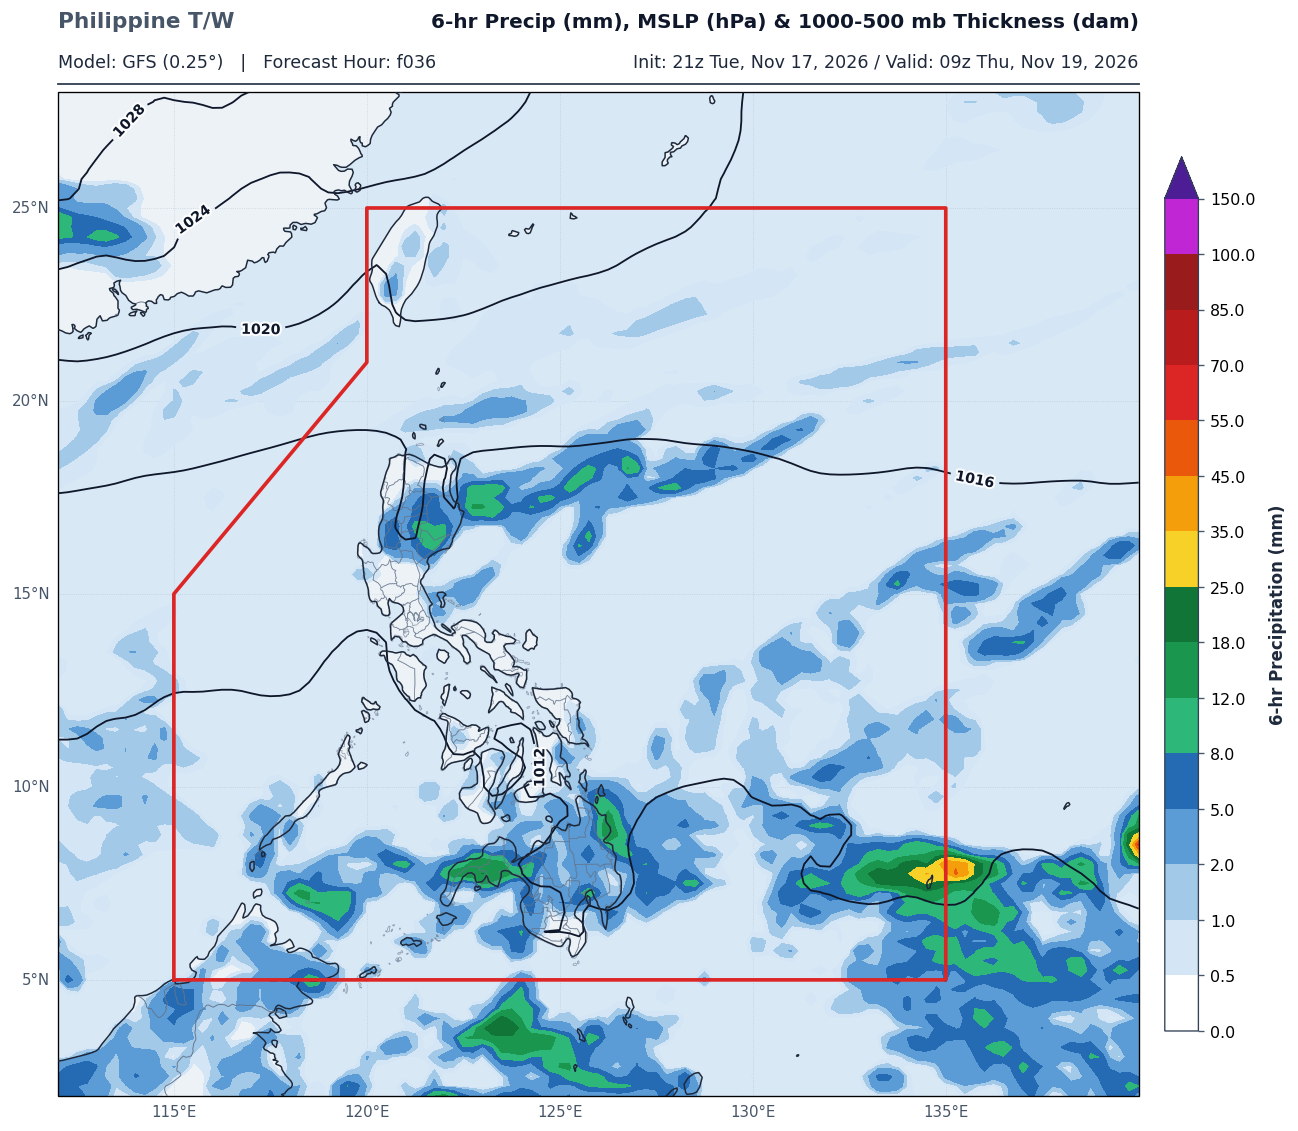 Philippine T/W
6-hr Precip (mm), MSLP (hPa) & 1000-500 mb Thickness (dam)
Model: GFS (0.25°) | Forecast Hour: f036
Init: 21z Tue, Nov 17, 2026 / Valid: 09z Thu, Nov 19, 2026
1028
1024
1020
1016
1012
25°N
20°N
15°N
10°N
5°N
115°E
120°E
125°E
130°E
135°E
150.0
100.0
85.0
70.0
55.0
45.0
35.0
25.0
18.0
12.0
8.0
5.0
2.0
1.0
0.5
0.0
6-hr Precipitation (mm)